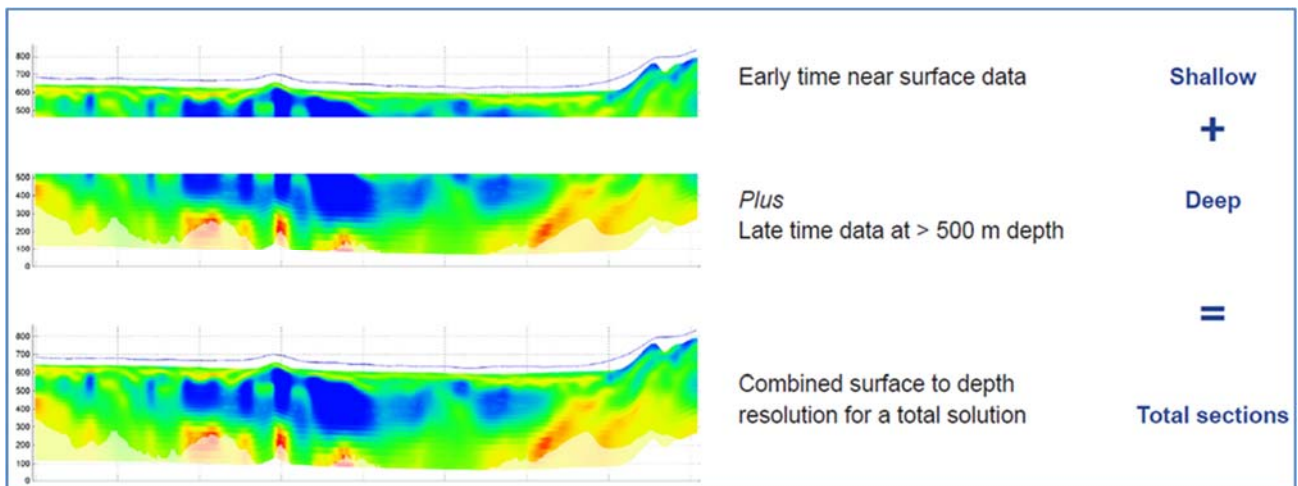 800
700
600
500
Early time near surface data
Shallow
+
500
400
300
200
100
0
Plus
Late time data at > 500 m depth
Deep
=
800
700
600
500
400
300
200
100
0
Combined surface to depth
resolution for a total solution
Total sections